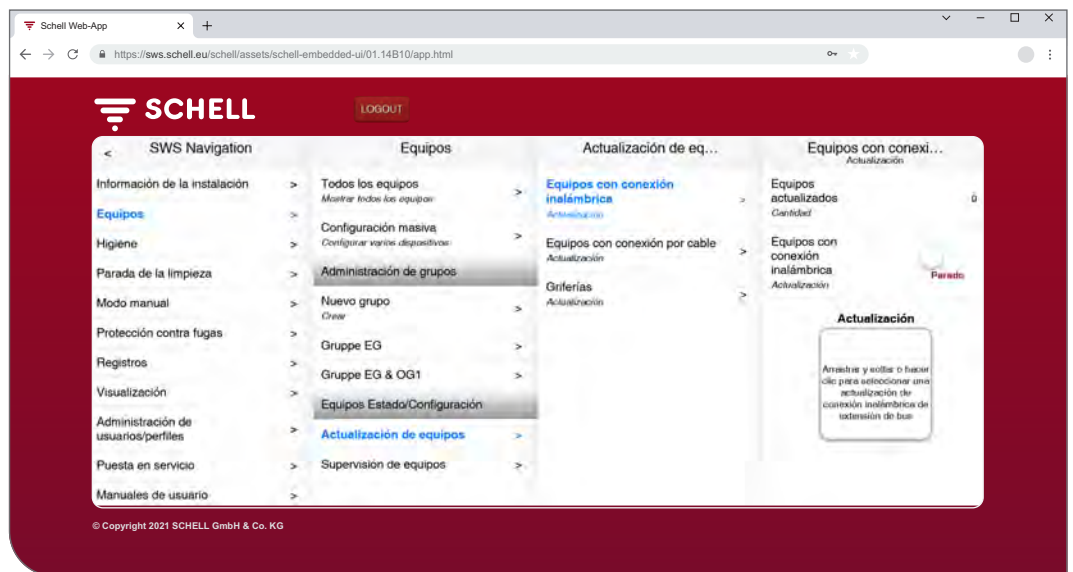 Schell Web-App
https://sws.schell.eu/schell/assets/schell-embedded-ui/01.14B10/app.html
SCHELL
LOGOUT
< SWS Navigation
Información de la instalación >
Equipos >
Higiene >
Parada de la limpieza >
Modo manual >
Protección contra fugas >
Registros >
Visualización >
Administración de
usuarios/perfiles >
Puesta en servicio >
Manuales de usuario >
Equipos
Todos los equipos >
Mostrar todos los equipos
Configuración masiva >
Configurar varios dispositivos
Administración de grupos
Nuevo grupo >
Crear
Gruppe EG >
Gruppe EG & OG1 >
Equipos Estado/Configuración
Actualización de equipos >
Supervisión de equipos >
Actualización de eq...
Equipos con conexión
inalámbrica >
Actualización
Equipos con conexión por cable >
Actualización
Griferías >
Actualización
Equipos con conexi...
Actualización
Equipos
actualizados
Cantidad
Equipos con
conexión
inalámbrica
Parado
Actualización
Actualización
Arrastrar y soltar o hacer
clic para seleccionar una
actualización de
conexión inalámbrica de
extensión de bus
© Copyright 2021 SCHELL GmbH & Co. KG